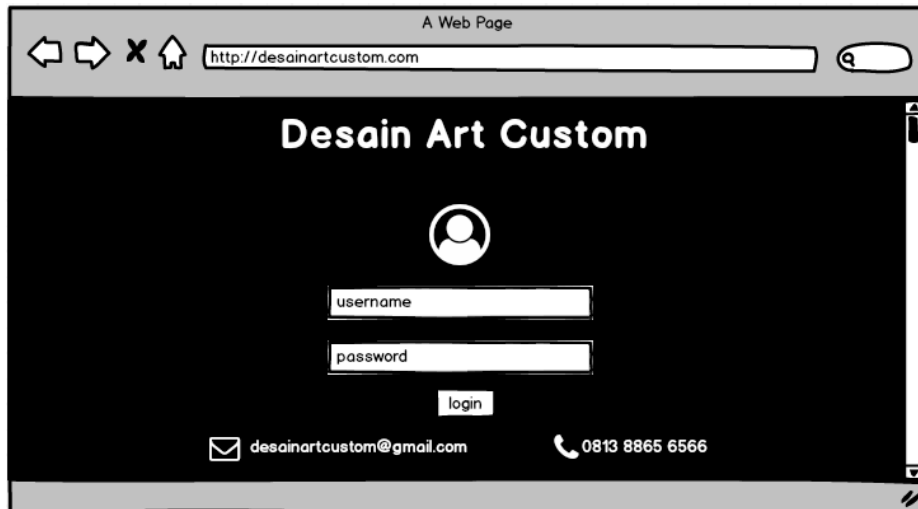 A Web Page
http://desainartcustom.com
Desain Art Custom
username
password
login
desainartcustom@gmail.com 0813 8865 6566